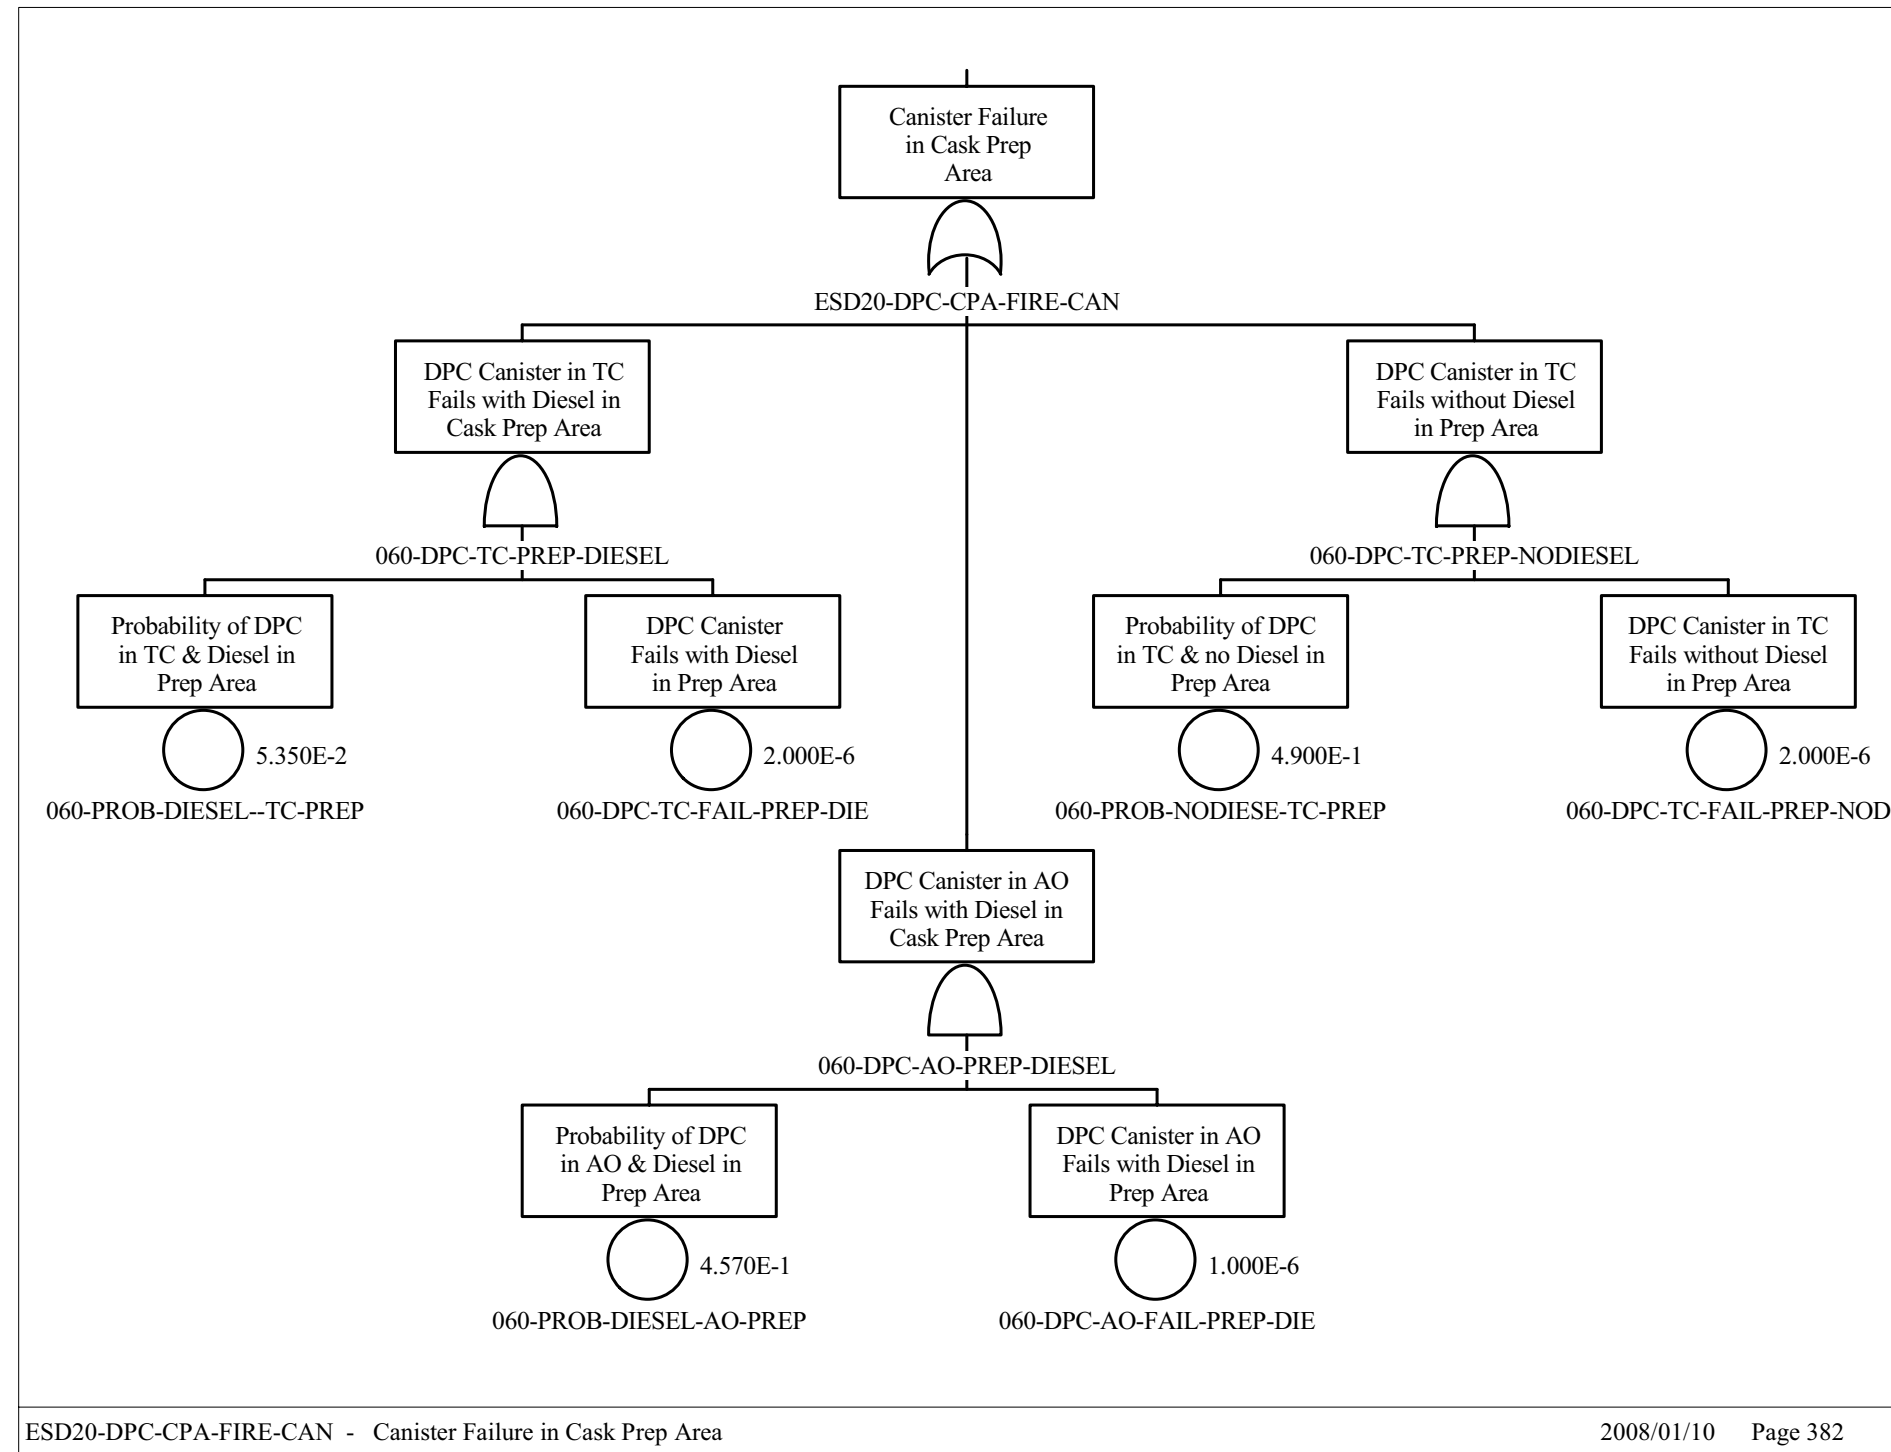 Canister Failure
in Cask Prep
Area
ESD20-DPC-CPA-FIRE-CAN
DPC Canister in TC
Fails with Diesel in
Cask Prep Area
DPC Canister in TC
Fails without Diesel
in Prep Area
060-DPC-TC-PREP-DIESEL
060-DPC-TC-PREP-NODIESEL
Probability of DPC
in TC & Diesel in
Prep Area
DPC Canister
Fails with Diesel
in Prep Area
Probability of DPC
in TC & no Diesel in
Prep Area
DPC Canister in TC
Fails without Diesel
in Prep Area
5.350E-2
2.000E-6
4.900E-1
2.000E-6
060-PROB-DIESEL--TC-PREP
060-DPC-TC-FAIL-PREP-DIE
060-PROB-NODIESE-TC-PREP
060-DPC-TC-FAIL-PREP-NOD
DPC Canister in AO
Fails with Diesel in
Cask Prep Area
060-DPC-AO-PREP-DIESEL
Probability of DPC
in AO & Diesel in
Prep Area
DPC Canister in AO
Fails with Diesel in
Prep Area
4.570E-1
1.000E-6
060-PROB-DIESEL-AO-PREP
060-DPC-AO-FAIL-PREP-DIE
ESD20-DPC-CPA-FIRE-CAN - Canister Failure in Cask Prep Area
2008/01/10 Page 382